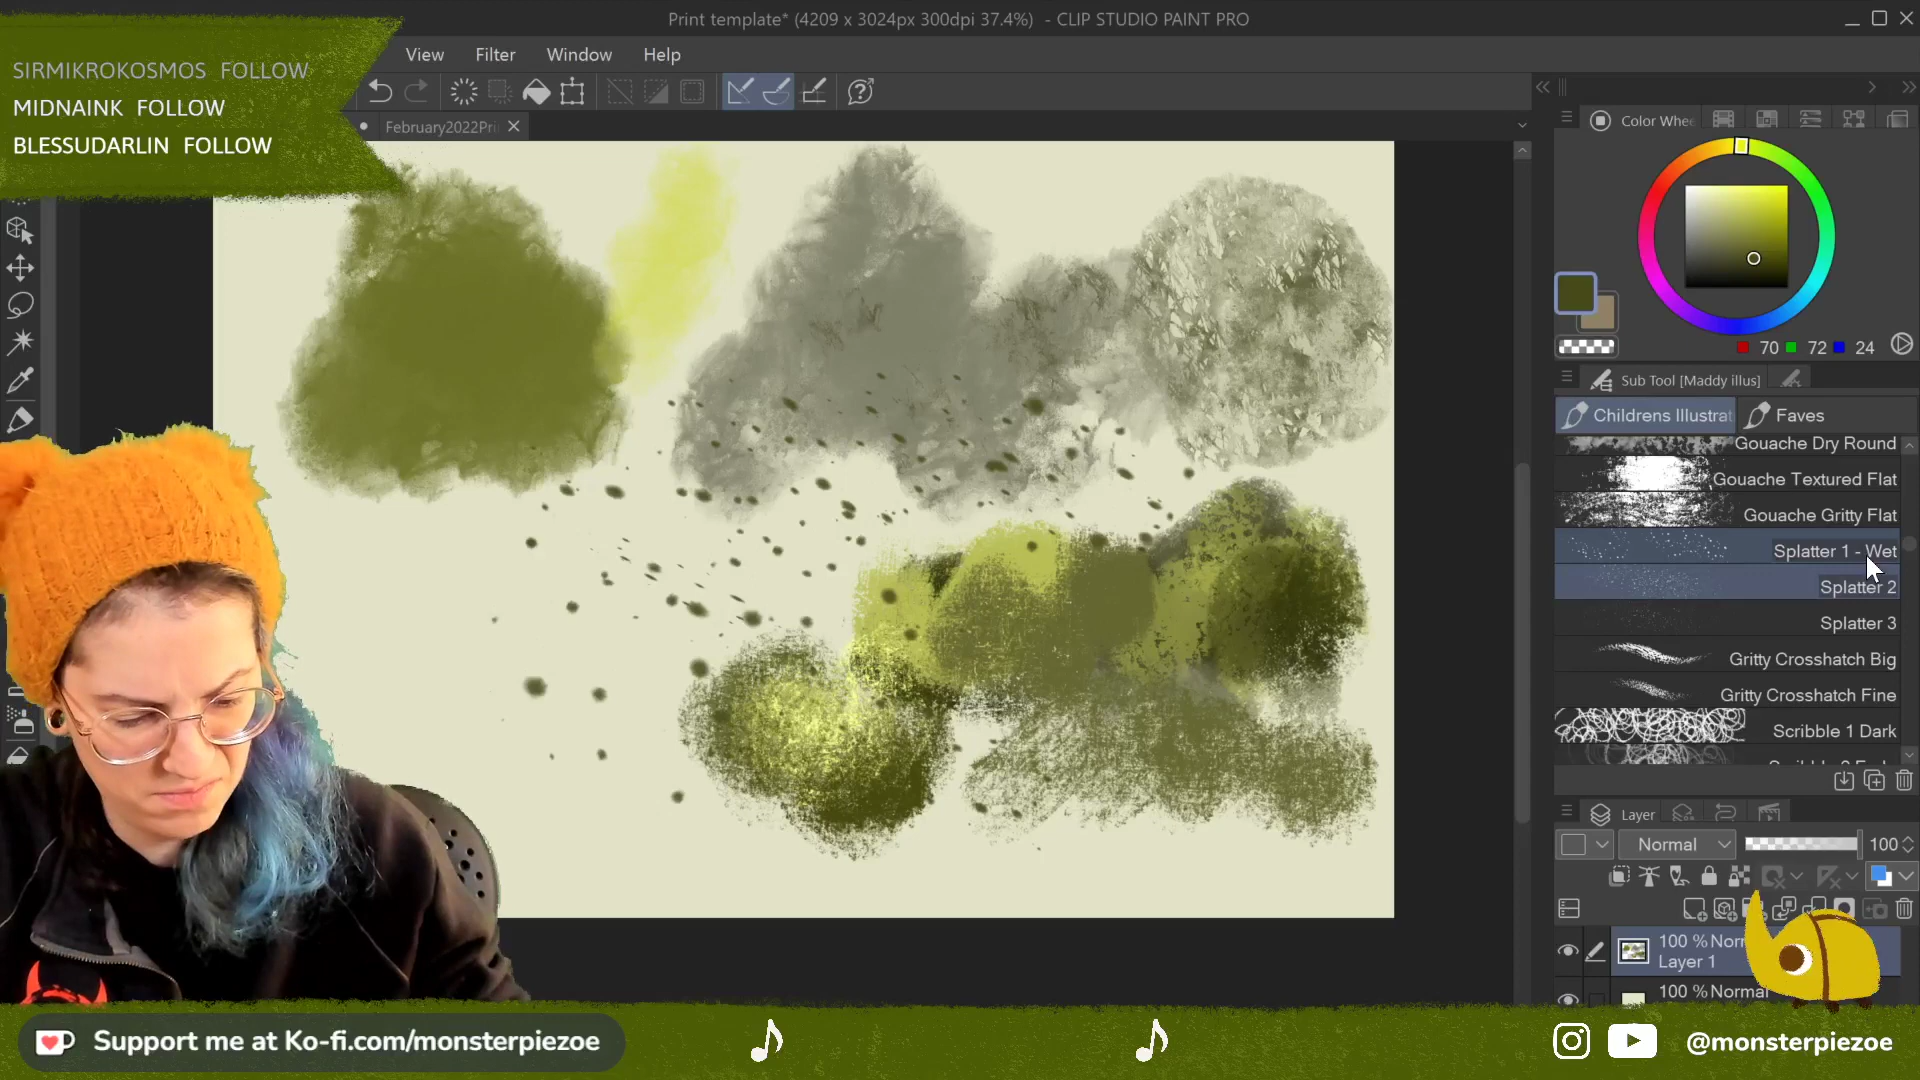 Print template* (4209 x 3024px 300dpi 37.4%) - CLIP STUDIO PAINT PRO
SIRMIKROKOSMOS FOLLOW
MIDNAINK FOLLOW
BLESSUDARLIN FOLLOW
View Filter Window Help
February2022Pri
Color Whee
70 72 24
Sub Tool [Maddy illus]
Childrens Illustrat Faves
Gouache Dry Round
Gouache Textured Flat
Gouache Gritty Flat
Splatter 1 - Wet
Splatter 2
Splatter 3
Gritty Crosshatch Big
Gritty Crosshatch Fine
Scribble 1 Dark
Layer
Normal 100
100 % Norm
Layer 1
100 % Normal
Support me at Ko-fi.com/monsterpiezoe
@monsterpiezoe